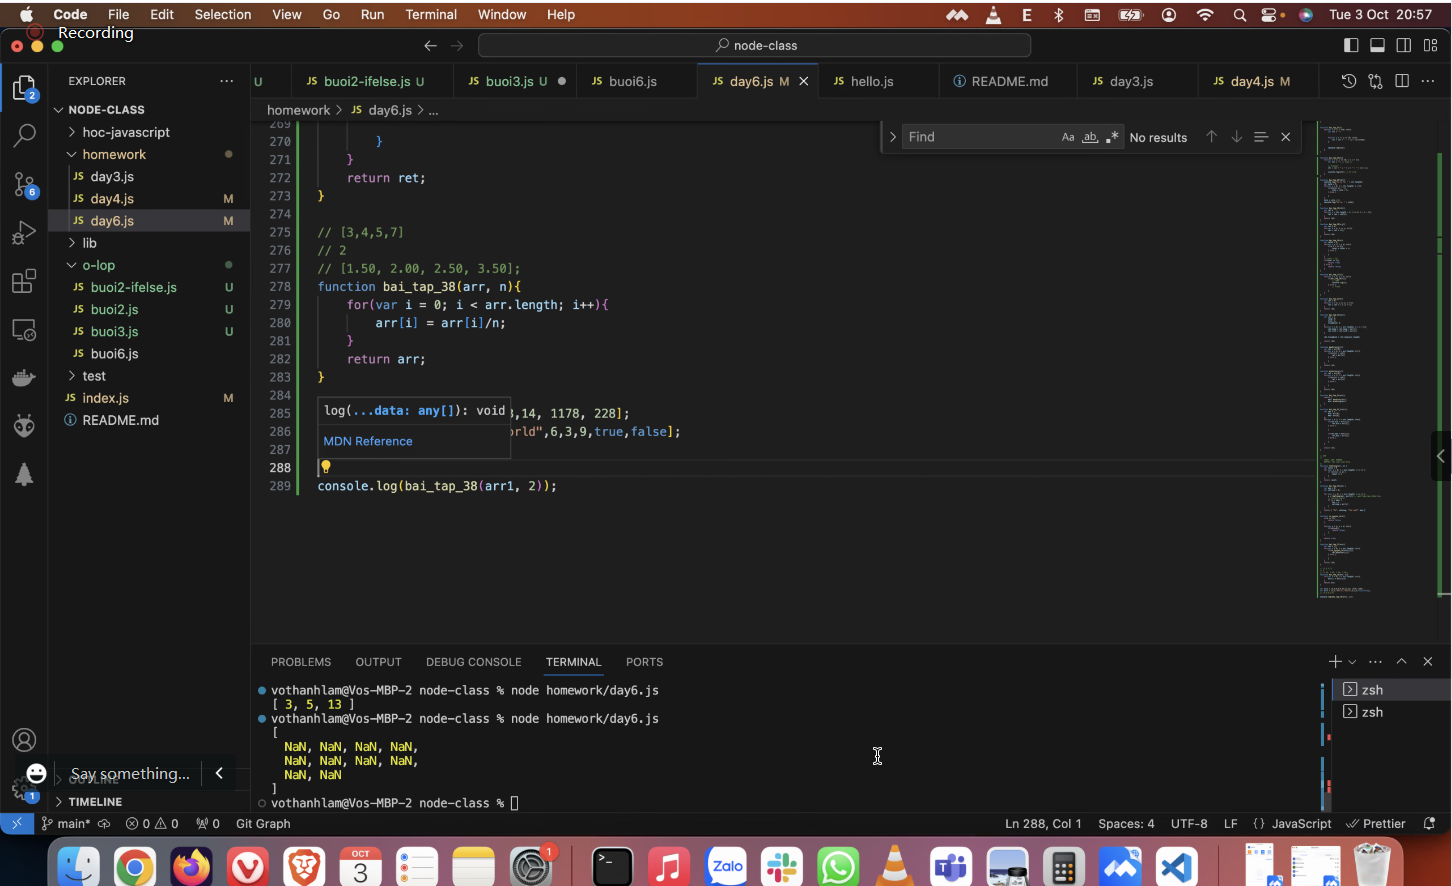 Code File Edit Selection View Go Run Terminal Window Help E Tue 3 Oct 20:57
Recording
node-class
U JS buoi2-ifelse.js U JS buoi3.js U JS buoi6.js JS day6.js M JS hello.js README.md JS day3.js JS day4.js M
homework > JS day6.js > ...
Find Aa ab No results
EXPLORER
NODE-CLASS
hoc-javascript
homework
JS day3.js
JS day4.js M
JS day6.js M
lib
o-lop
JS buoi2-ifelse.js U
JS buoi2.js U
JS buoi3.js U
JS buoi6.js
test
JS index.js M
README.md
2
6
1
OUTLINE
Say something...
TIMELINE
269
270 }
271 }
272 return ret;
273 }
274
275 // [3,4,5,7]
276 // 2
277 // [1.50, 2.00, 2.50, 3.50];
278 function bai_tap_38(arr, n){
279 for(var i = 0; i < arr.length; i++){
280 arr[i] = arr[i]/n;
281 }
282 return arr;
283 }
284
log(...data: any[]): void
MDN Reference
285 ,14, 1178, 228];
286 rld",6,3,9,true,false];
287
288
289 console.log(bai_tap_38(arr1, 2));
PROBLEMS OUTPUT DEBUG CONSOLE TERMINAL PORTS
vothanhlam@Vos-MBP-2 node-class % node homework/day6.js
[ 3, 5, 13 ]
vothanhlam@Vos-MBP-2 node-class % node homework/day6.js
[
NaN, NaN, NaN, NaN,
NaN, NaN, NaN, NaN,
NaN, NaN
]
vothanhlam@Vos-MBP-2 node-class %
zsh
zsh
main* 0 0 0 Git Graph Ln 288, Col 1 Spaces: 4 UTF-8 LF {} JavaScript Prettier
OCT
3
1
Zalo